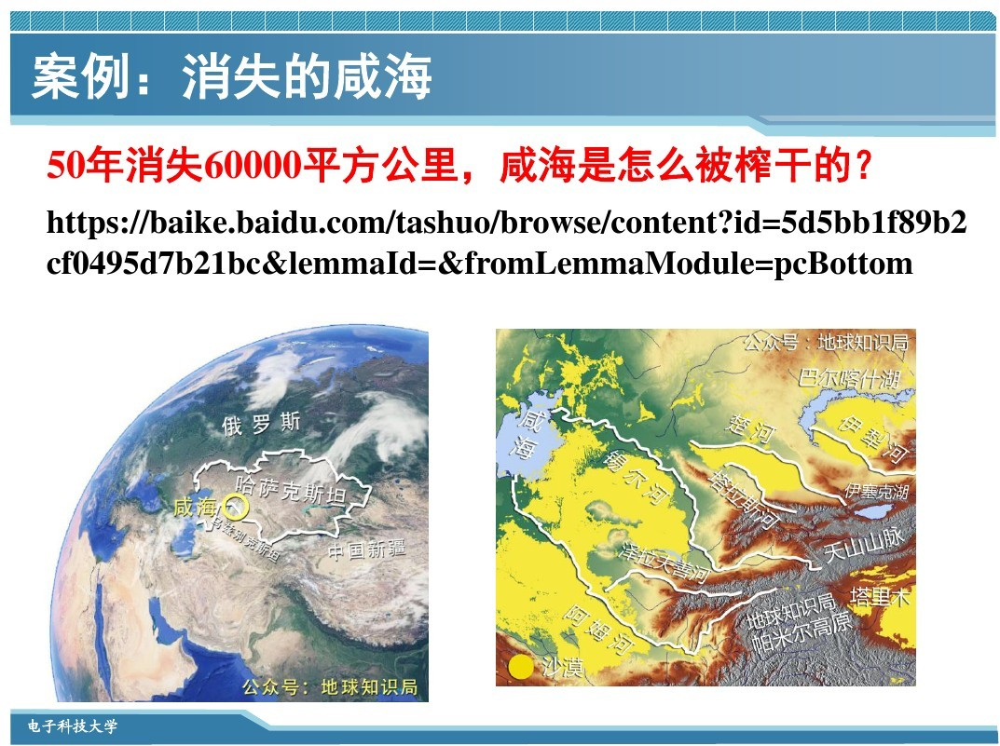 案例：消失的咸海
50年消失60000平方公里，咸海是怎么被榨干的？
https://baike.baidu.com/tashuo/browse/content?id=5d5bb1f89b2
cf0495d7b21bc&lemmaId=&fromLemmaModule=pcBottom
俄罗斯
哈萨克斯坦
咸海
乌兹别克斯坦
中国新疆
公众号：地球知识局
公众号：地球知识局
巴尔喀什湖
咸海
楚河
伊犁河
锡尔河
塔拉斯河
伊塞克湖
天山山脉
泽拉夫善河
塔里木
地球知识局
帕米尔高原
阿姆河
沙漠
电子科技大学